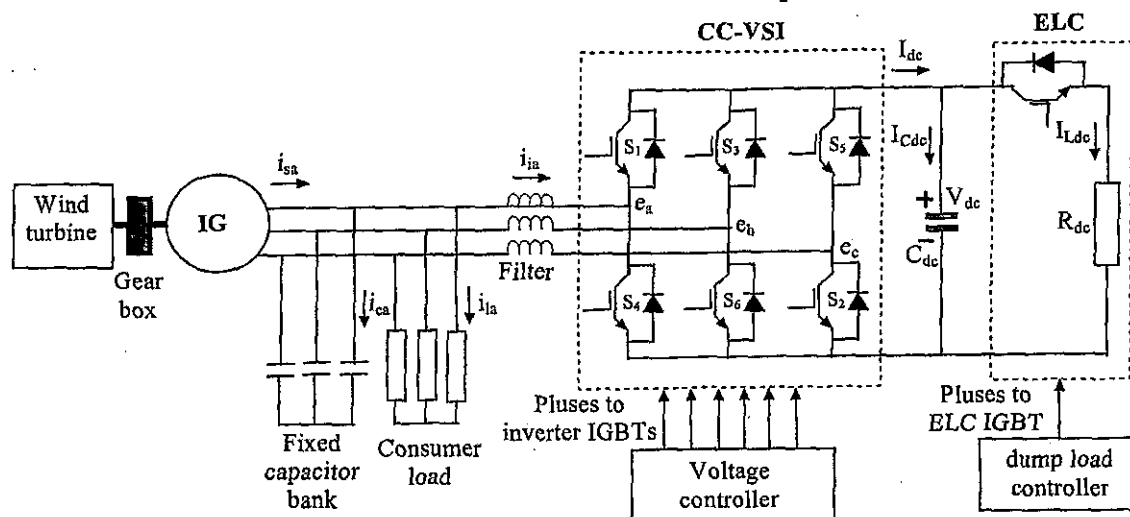 CC-VSI
ELC
I_dc
i_sa
i_ia
S1
S3
S5
I_Cdc
I_Ldc
Wind
turbine
IG
e_a
e_b
e_c
+
V_dc
C_dc
R_dc
Gear
box
Filter
S4
S6
S2
i_ca
i_la
Pluses to
inverter IGBTs
Pluses to
ELC IGBT
Fixed
capacitor
bank
Consumer
load
Voltage
controller
dump load
controller